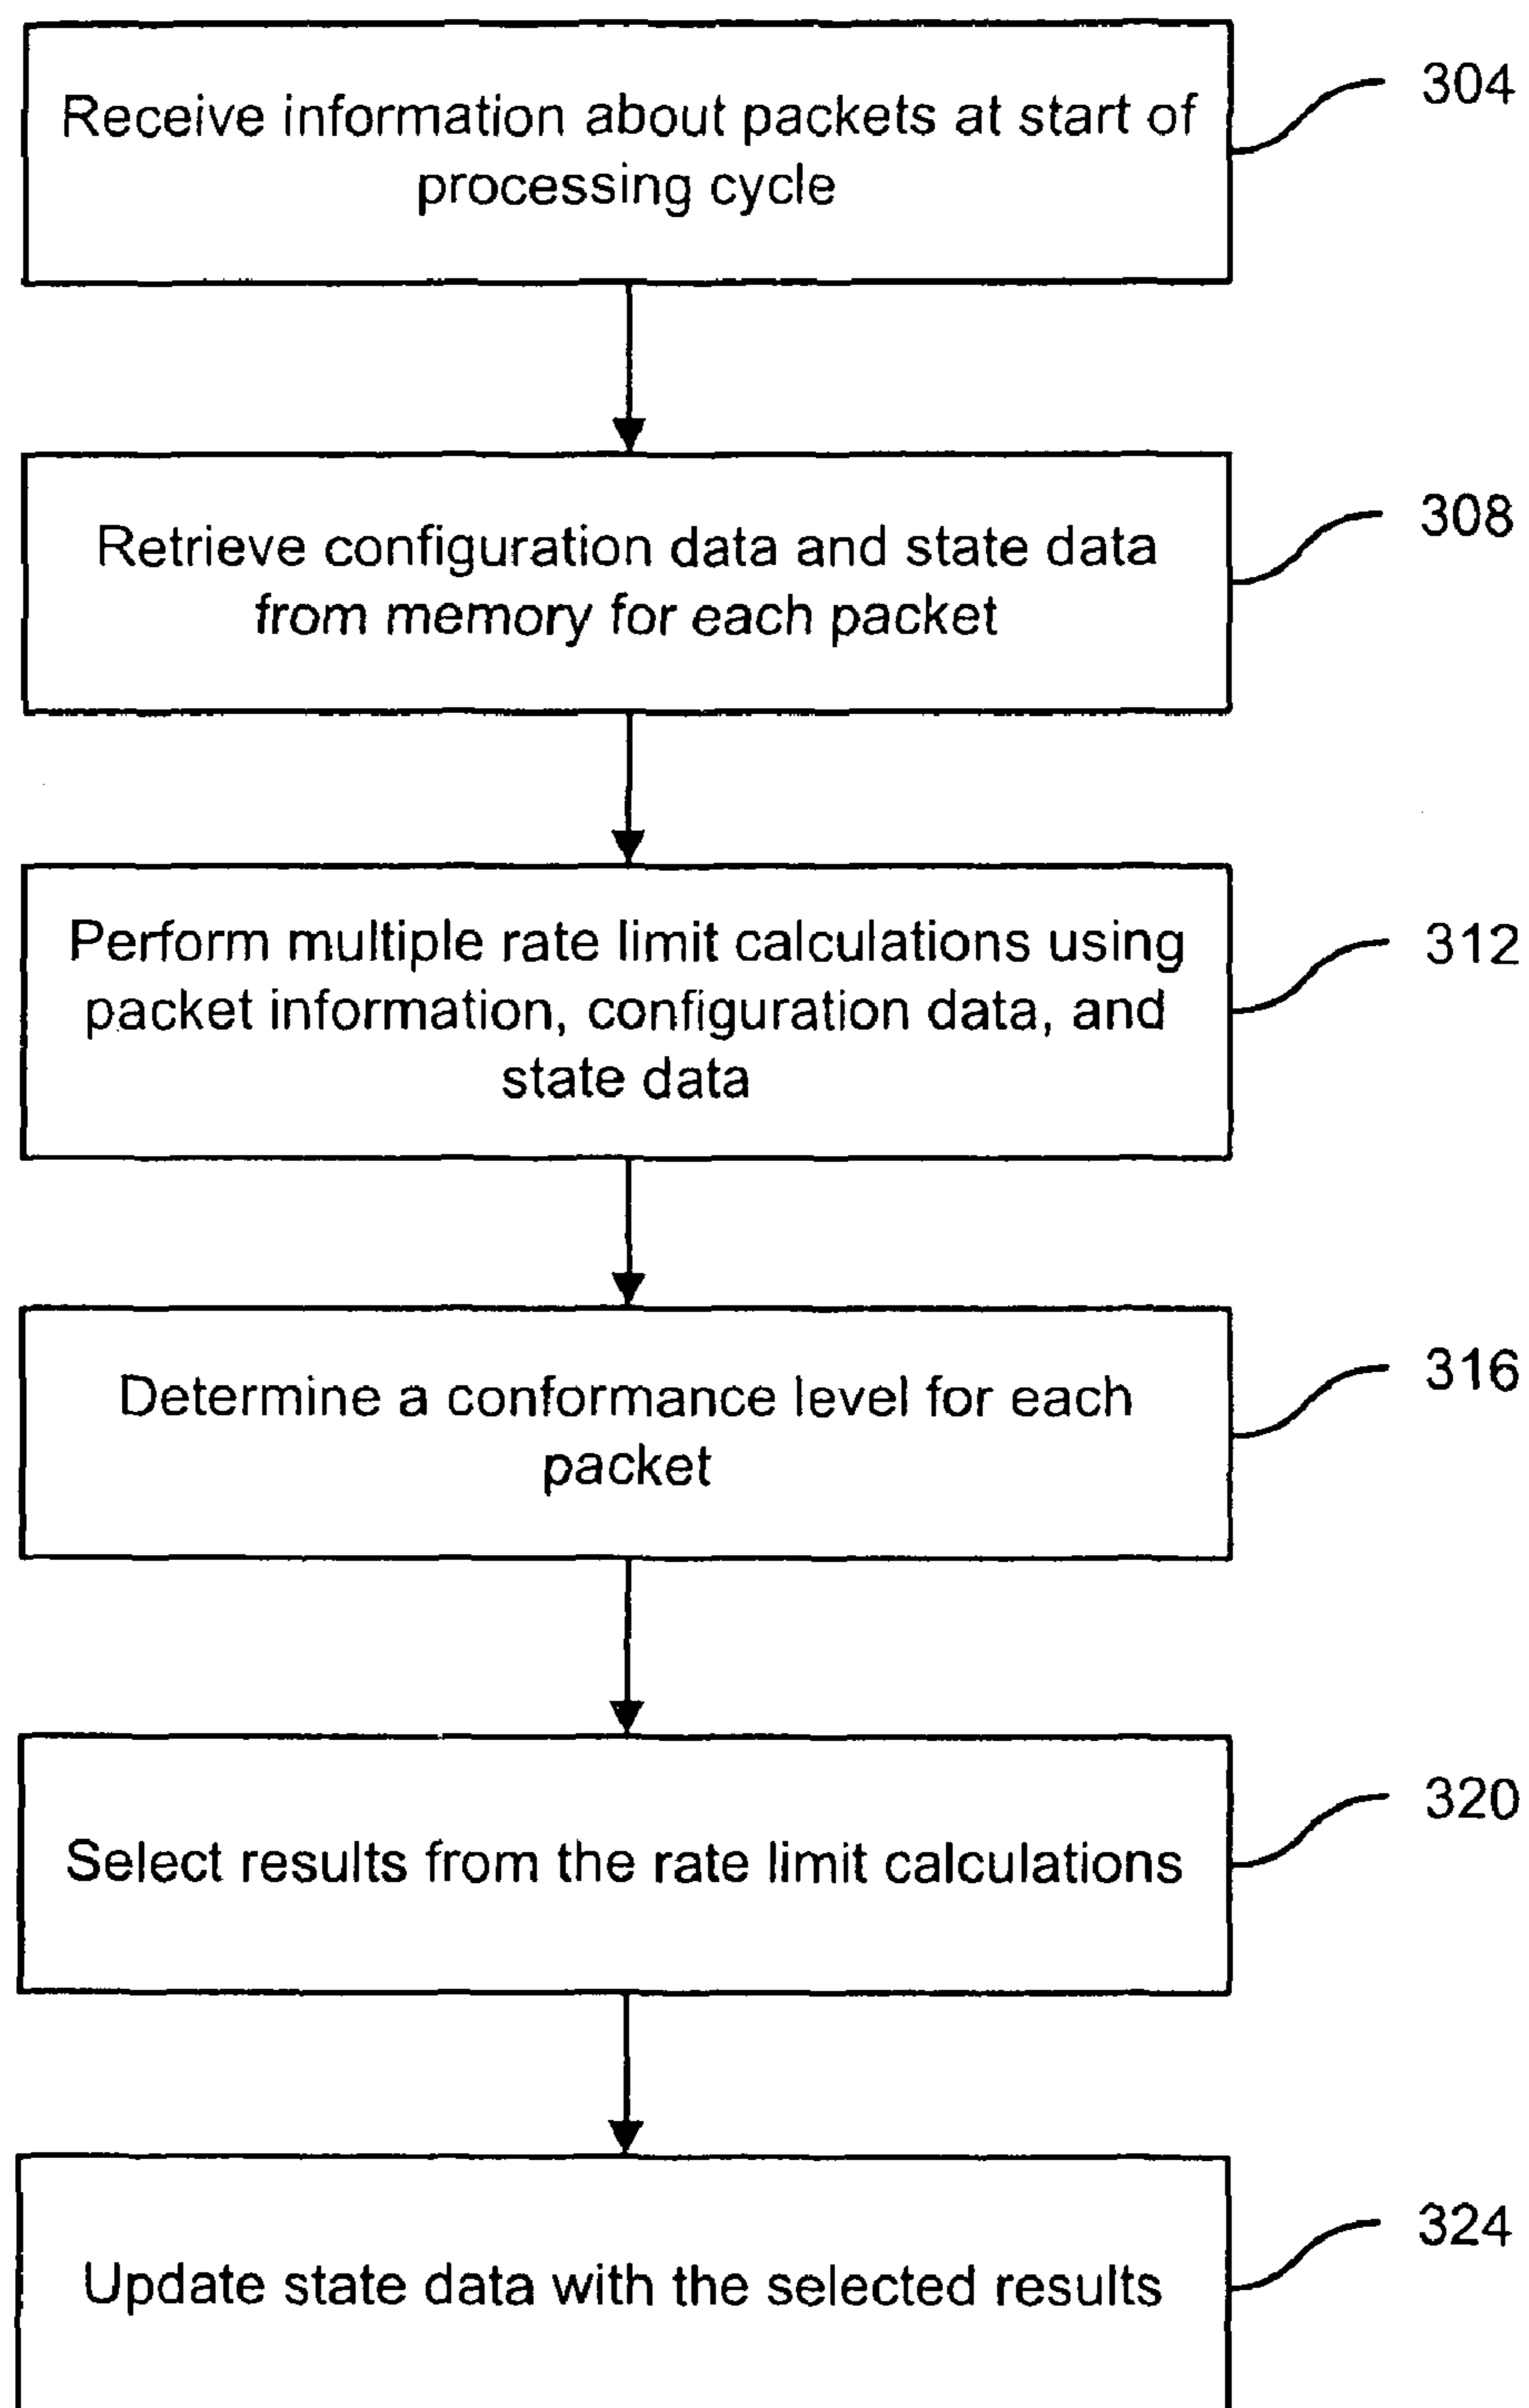 Receive information about packets at start of
processing cycle
304
Retrieve configuration data and state data
from memory for each packet
308
Perform multiple rate limit calculations using
packet information, configuration data, and
state data
312
Determine a conformance level for each
packet
316
Select results from the rate limit calculations
320
Update state data with the selected results
324